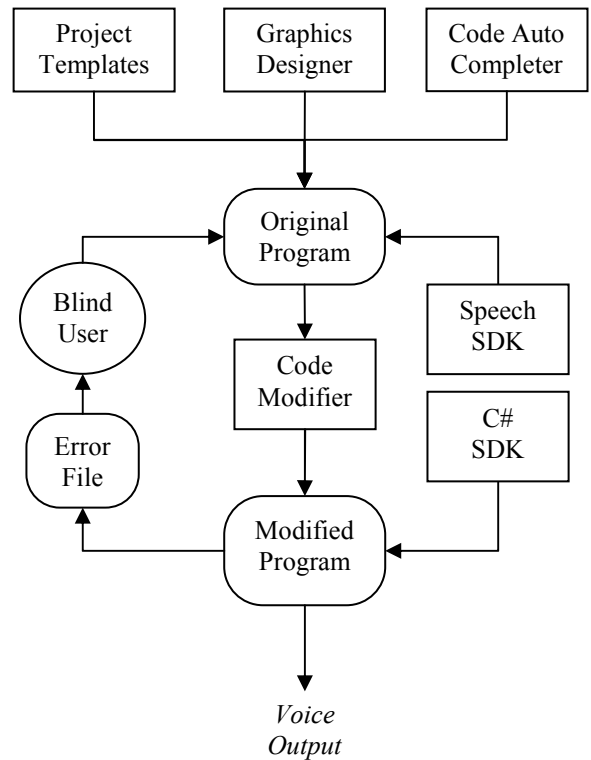 Project
Templates
Graphics
Designer
Code Auto
Completer
Original
Program
Blind
User
Speech
SDK
Code
Modifier
C#
SDK
Error
File
Modified
Program
Voice
Output